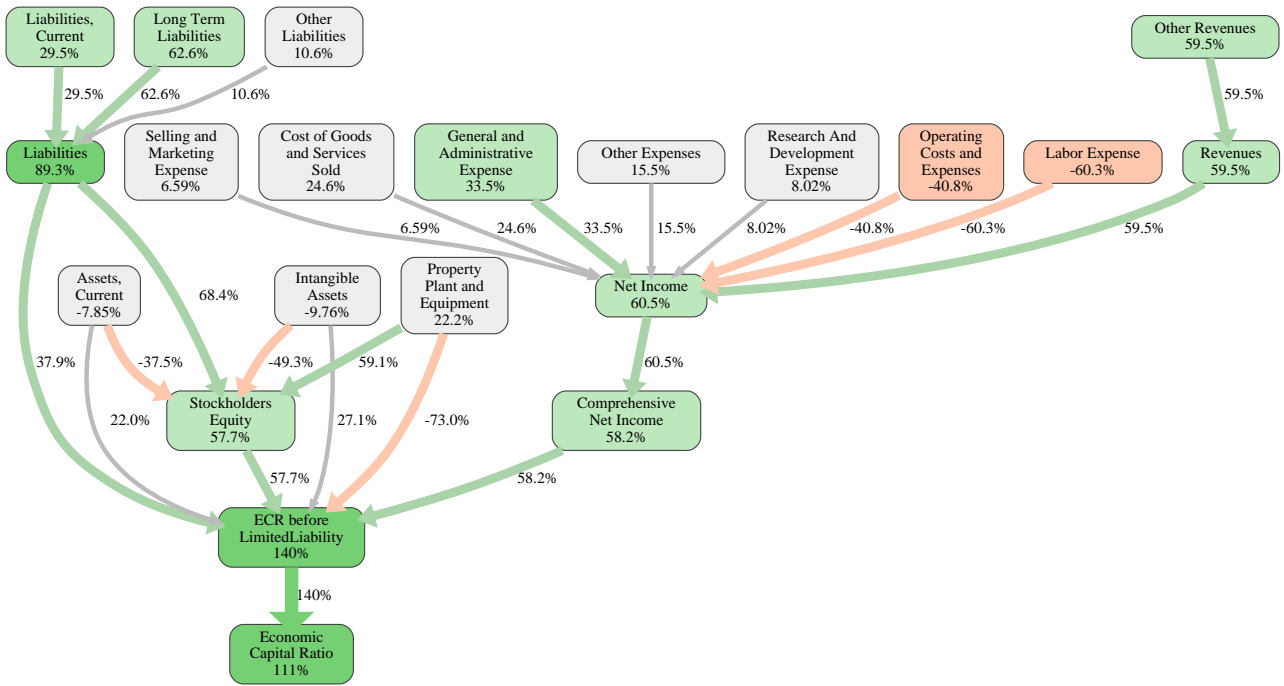 Liabilities,
Current
29.5%
Long Term
Liabilities
62.6%
Other
Liabilities
10.6%
Other Revenues
59.5%
29.5%
62.6%
10.6%
59.5%
Liabilities
89.3%
Selling and
Marketing
Expense
6.59%
Cost of Goods
and Services
Sold
24.6%
General and
Administrative
Expense
33.5%
Other Expenses
15.5%
Research And
Development
Expense
8.02%
Operating
Costs and
Expenses
-40.8%
Labor Expense
-60.3%
Revenues
59.5%
6.59%
24.6%
33.5%
15.5%
8.02%
-40.8%
-60.3%
59.5%
Assets,
Current
-7.85%
68.4%
Intangible
Assets
-9.76%
Property
Plant and
Equipment
22.2%
Net Income
60.5%
37.9%
-37.5%
-49.3%
59.1%
60.5%
22.0%
Stockholders
Equity
57.7%
27.1%
-73.0%
Comprehensive
Net Income
58.2%
57.7%
58.2%
ECR before
LimitedLiability
140%
140%
Economic
Capital Ratio
111%